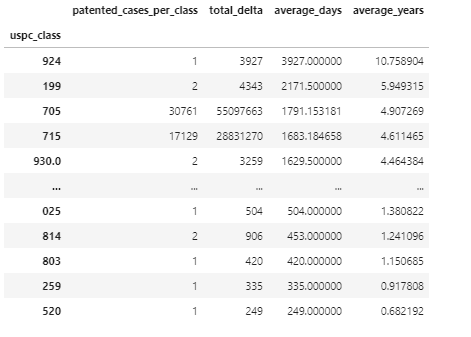 patented_cases_per_class total_delta average_days average_years
uspc_class
924 1 3927 3927.000000 10.758904
199 2 4343 2171.500000 5.949315
705 30761 55097663 1791.153181 4.907269
715 17129 28831270 1683.184658 4.611465
930.0 2 3259 1629.500000 4.464384
... ... ... ... ...
025 1 504 504.000000 1.380822
814 2 906 453.000000 1.241096
803 1 420 420.000000 1.150685
259 1 335 335.000000 0.917808
520 1 249 249.000000 0.682192